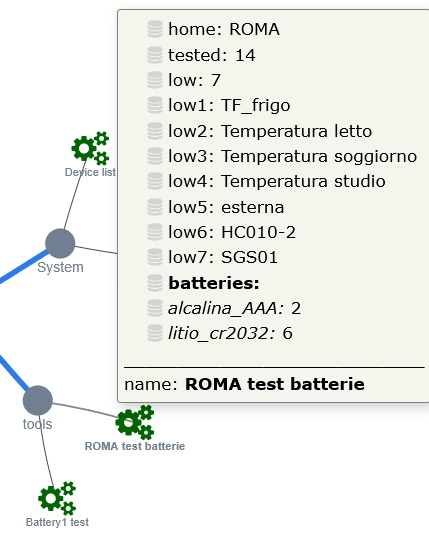 home: ROMA
tested: 14
low: 7
low1: TF_frigo
low2: Temperatura letto
low3: Temperatura soggiorno
low4: Temperatura studio
low5: esterna
low6: HC010-2
low7: SGS01
batteries:
alcalina_AAA: 2
litio_cr2032: 6
name: ROMA test batterie
Device list
System
tools
ROMA test batterie
Battery1 test